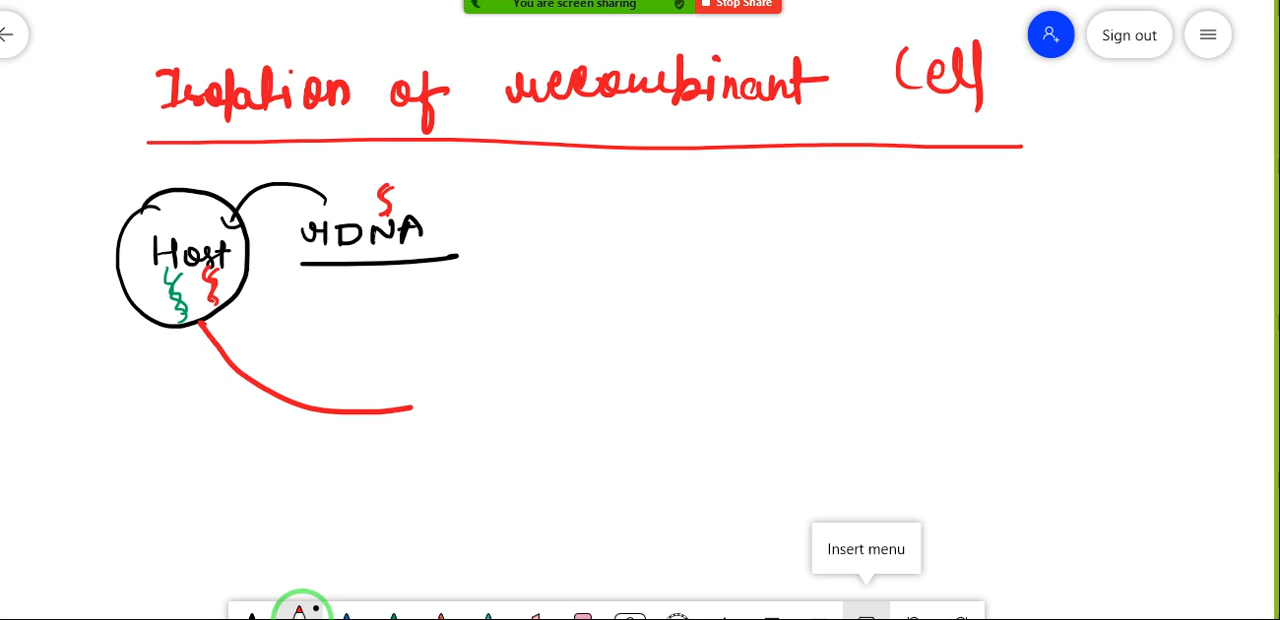 You are screen sharing Stop Share
Sign out
Isolation of recombinant Cell
Host
rDNA
Insert menu